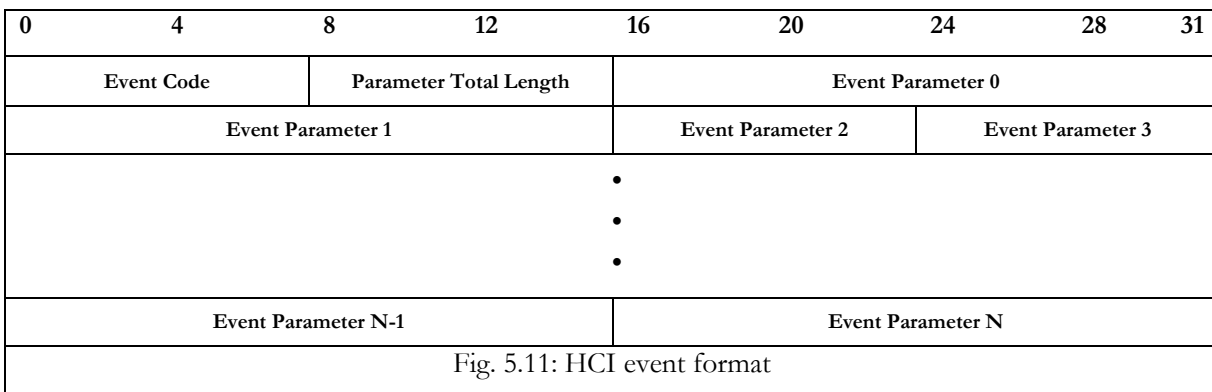 0 4 8 12 16 20 24 28 31
Event Code Parameter Total Length Event Parameter 0
Event Parameter 1 Event Parameter 2 Event Parameter 3
•
•
•
Event Parameter N-1 Event Parameter N
Fig. 5.11: HCI event format